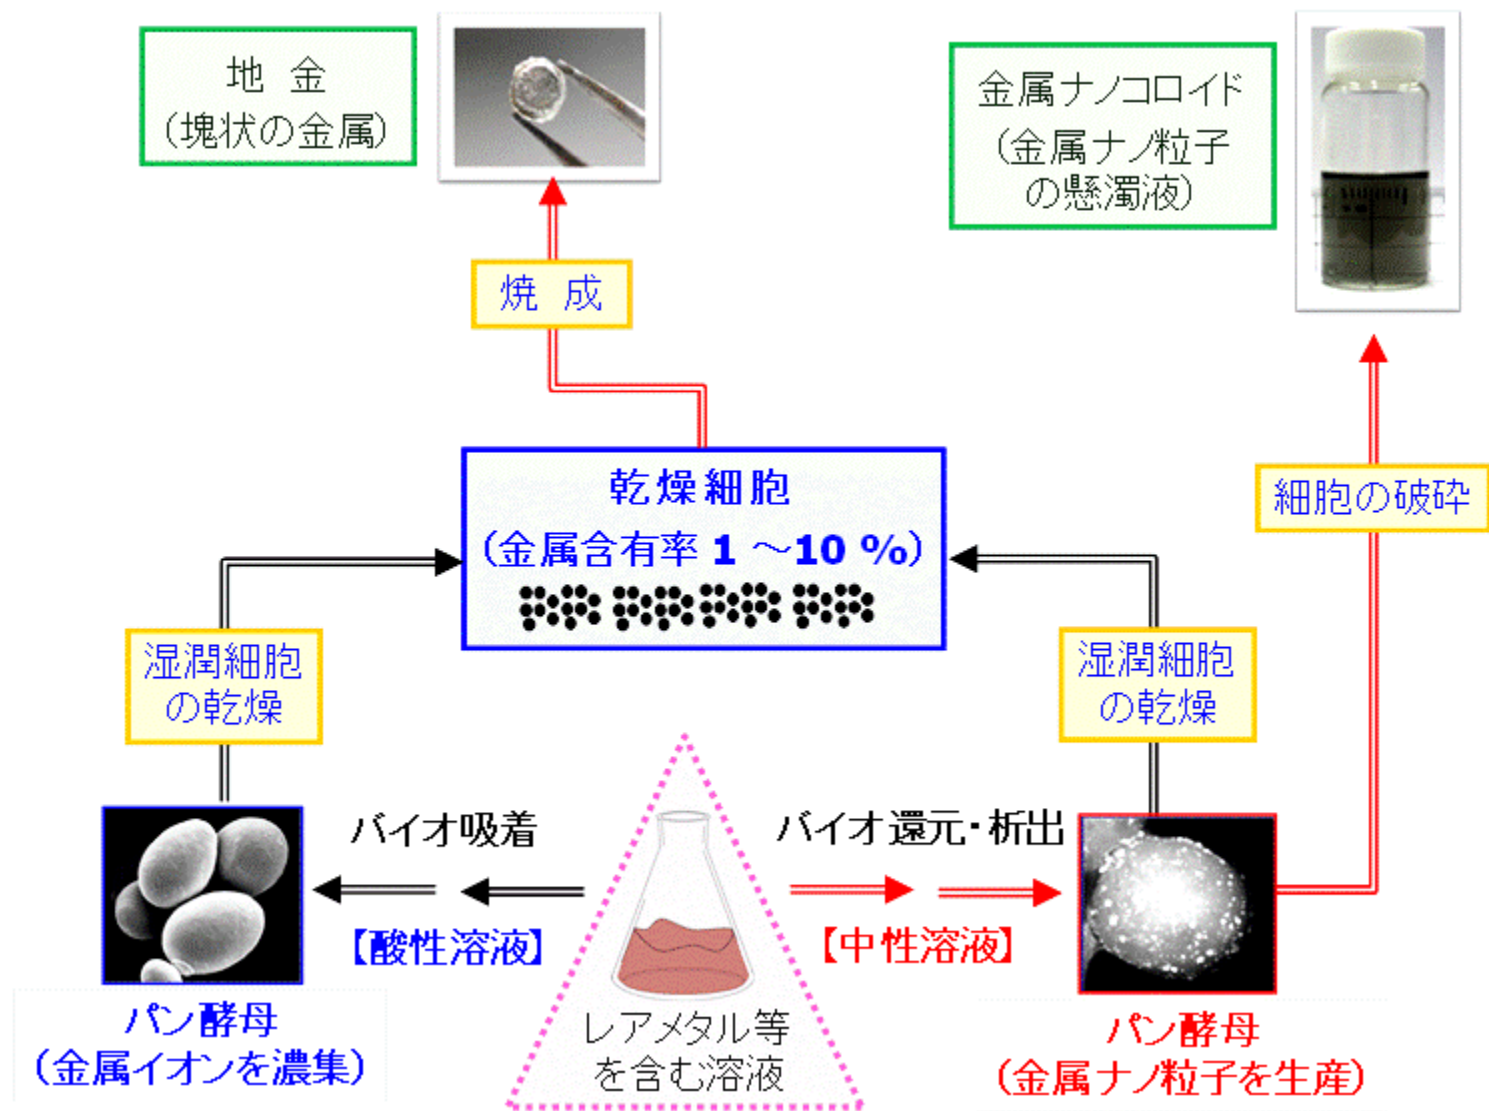 地 金
(塊状の金属)
金属ナノコロイド
(金属ナノ粒子
の懸濁液)
焼 成
乾燥細胞
(金属含有率 1 ～10 %)
細胞の破砕
湿潤細胞
の乾燥
湿潤細胞
の乾燥
バイオ吸着
【酸性溶液】
バイオ還元・析出
【中性溶液】
パン酵母
(金属イオンを濃集)
レアメタル等
を含む溶液
パン酵母
(金属ナノ粒子を生産)